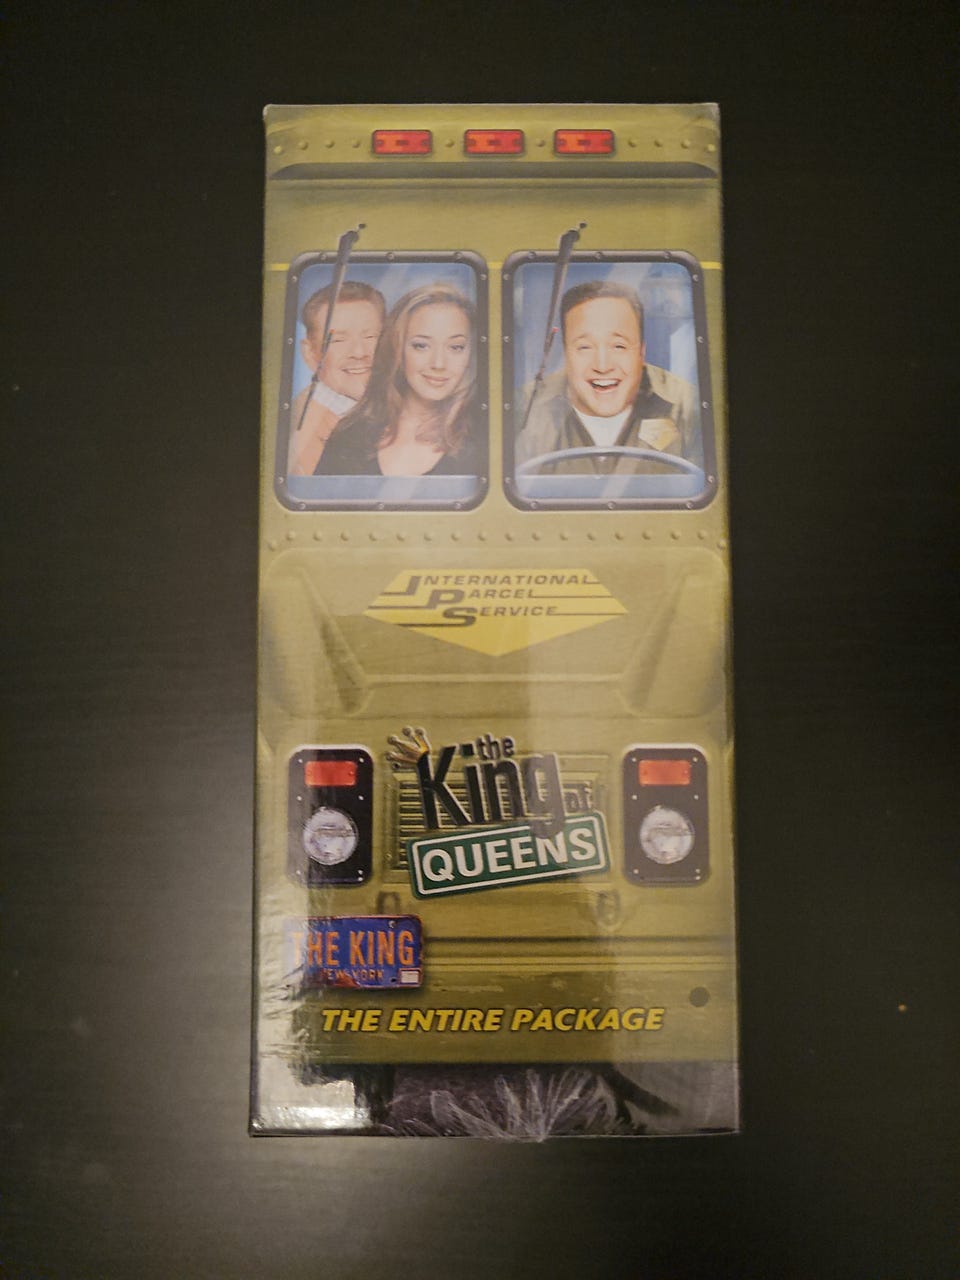 INTERNATIONAL
PARCEL
SERVICE
the
King
of
QUEENS
THE KING
NEW YORK
THE ENTIRE PACKAGE